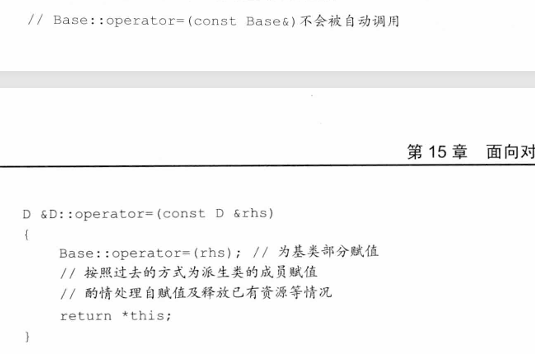 // Base::operator=(const Base&)不会被自动调用
第 15 章 面向对
D &D::operator=(const D &rhs)
{
Base::operator=(rhs); // 为基类部分赋值
// 按照过去的方式为派生类的成员赋值
// 酌情处理自赋值及释放已有资源等情况
return *this;
}